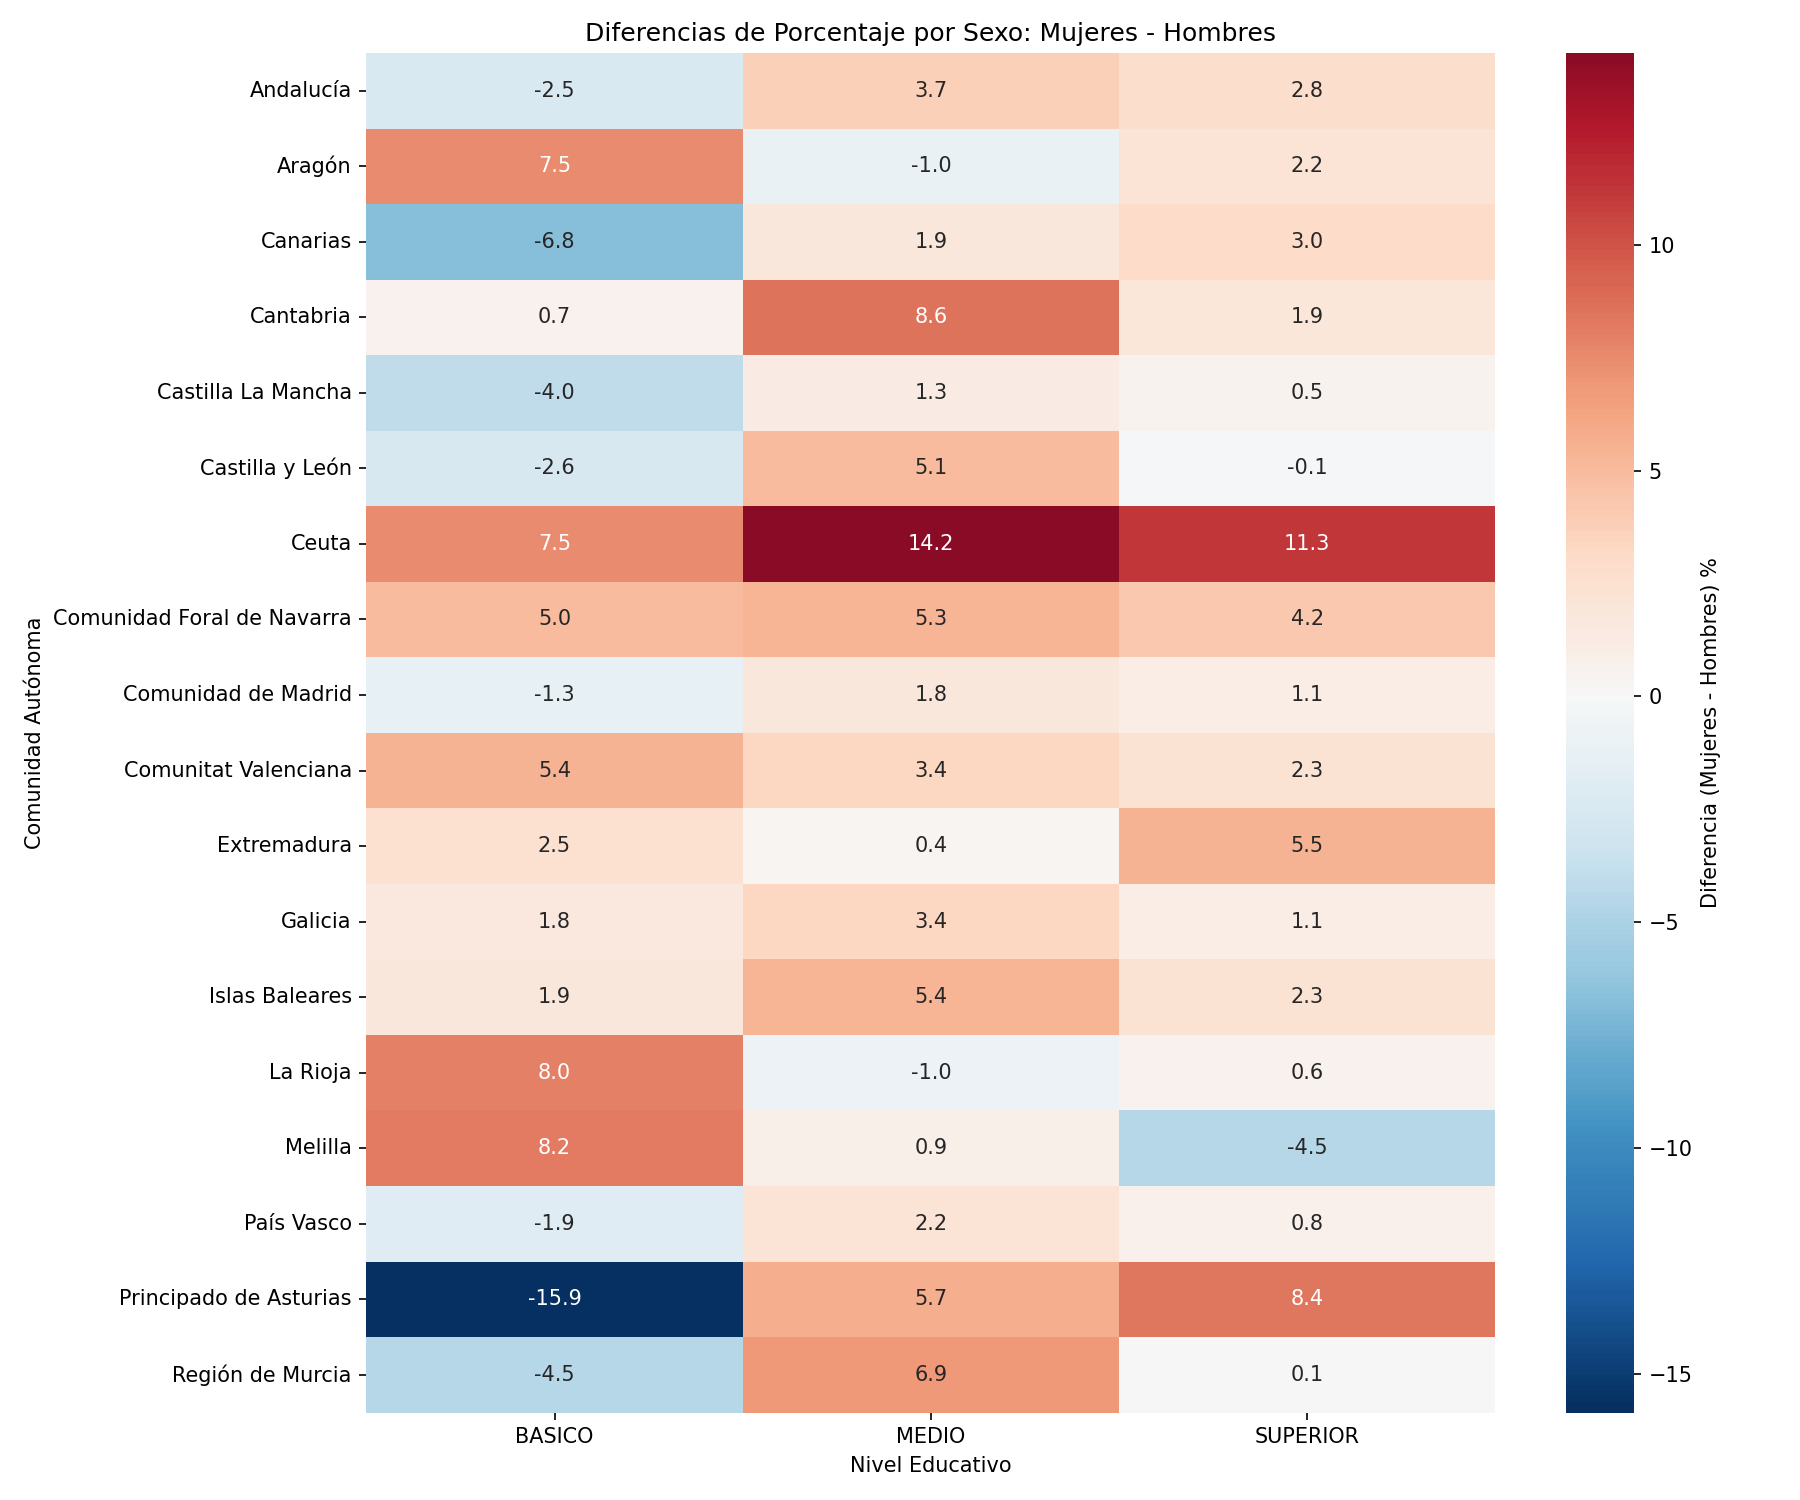 Diferencias de Porcentaje por Sexo: Mujeres - Hombres
Andalucía -2.5 3.7 2.8
Aragón 7.5 -1.0 2.2
Canarias -6.8 1.9 3.0
Cantabria 0.7 8.6 1.9
Castilla La Mancha -4.0 1.3 0.5
Castilla y León -2.6 5.1 -0.1
Ceuta 7.5 14.2 11.3
Comunidad Foral de Navarra 5.0 5.3 4.2
Comunidad de Madrid -1.3 1.8 1.1
Comunitat Valenciana 5.4 3.4 2.3
Extremadura 2.5 0.4 5.5
Galicia 1.8 3.4 1.1
Islas Baleares 1.9 5.4 2.3
La Rioja 8.0 -1.0 0.6
Melilla 8.2 0.9 -4.5
País Vasco -1.9 2.2 0.8
Principado de Asturias -15.9 5.7 8.4
Región de Murcia -4.5 6.9 0.1
BASICO MEDIO SUPERIOR
Nivel Educativo
Comunidad Autónoma
10
5
0
−5
−10
−15
Diferencia (Mujeres - Hombres) %